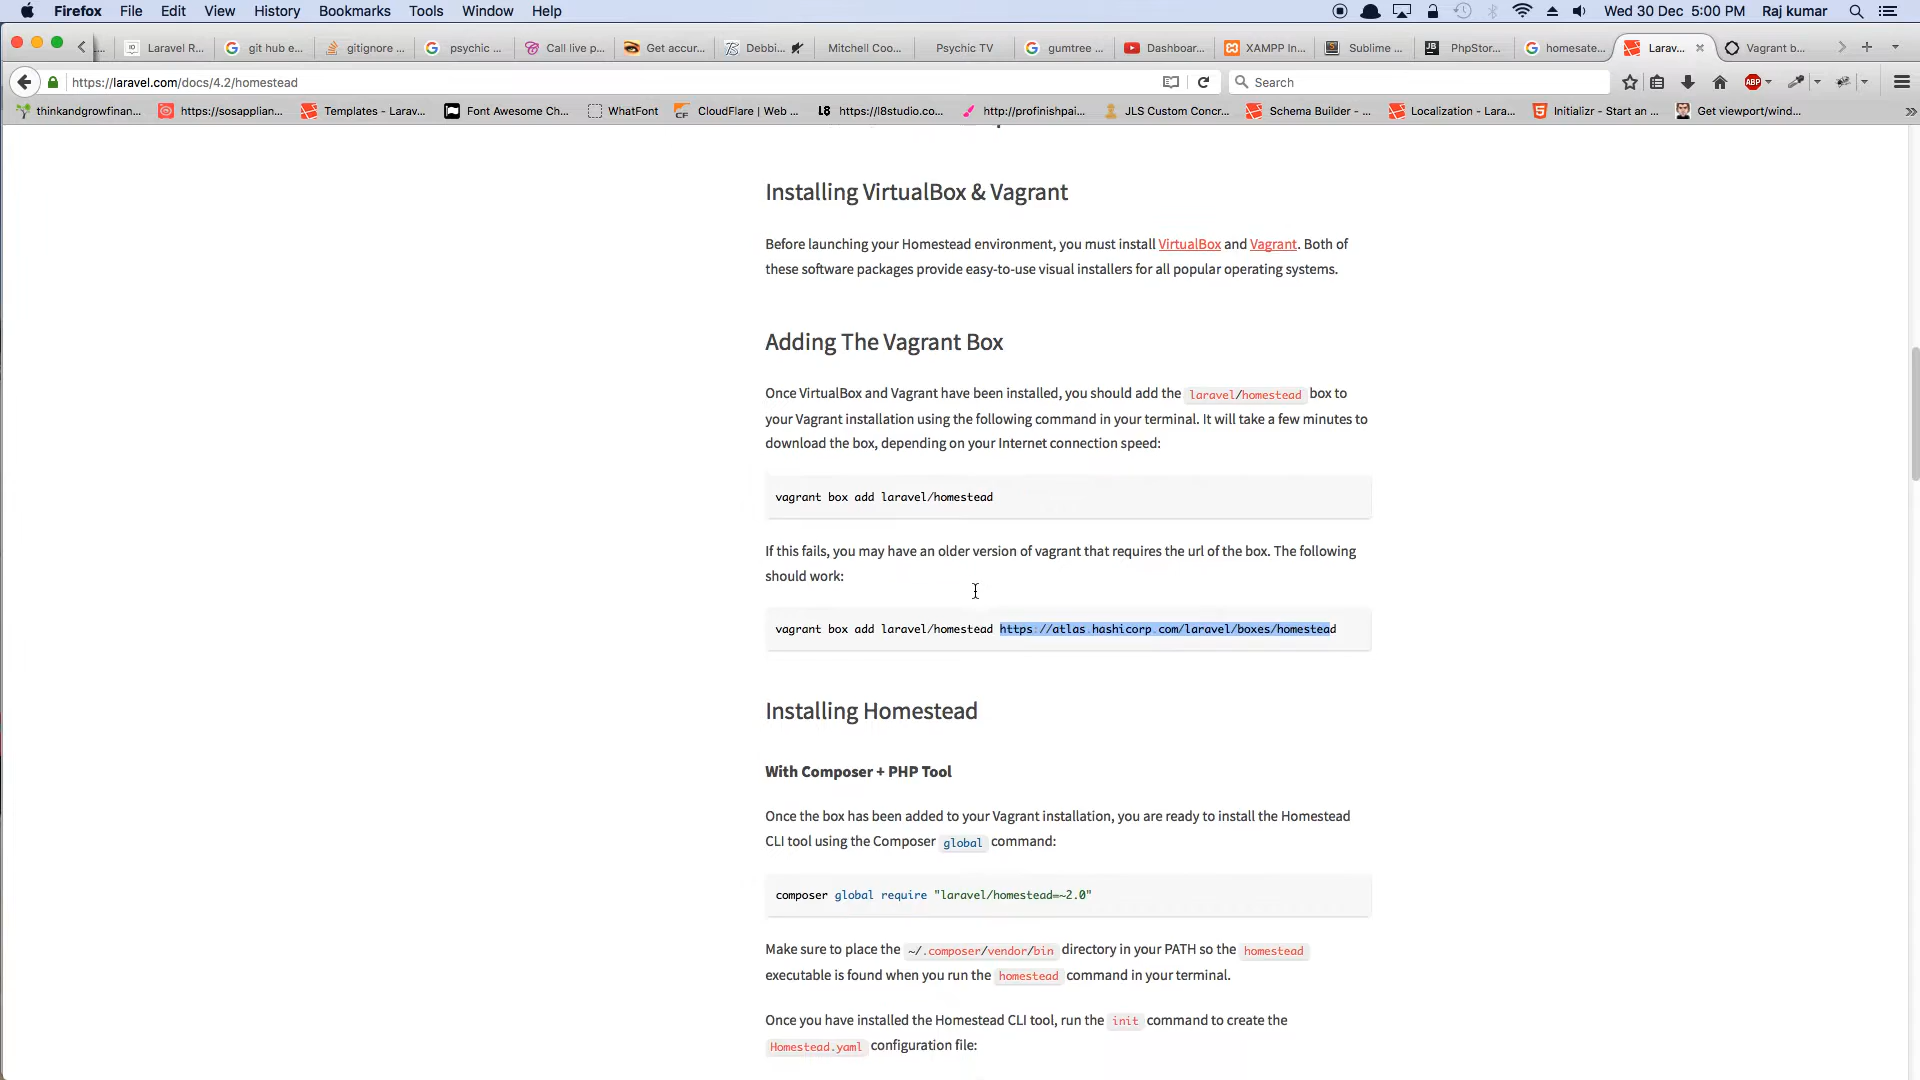 Firefox File Edit View History Bookmarks Tools Window Help Wed 30 Dec 5:00 PM Raj kumar
... Laravel R... git hub e... gitignore ... psychic ... Call live p... Get accur... Debbi... Mitchell Coo... Psychic TV gumtree ... Dashboar... XAMPP In... Sublime ... PhpStor... homesate... Larav... Vagrant b...
https://laravel.com/docs/4.2/homestead Search ABP
thinkandgrowfinan... https://sosapplian... Templates - Larav... Font Awesome Ch... WhatFont CloudFlare | Web ... L8 https://l8studio.co... http://profinishpai... JLS Custom Concr... Schema Builder - ... Localization - Lara... Initializr - Start an ... Get viewport/wind...
Installing VirtualBox & Vagrant
Before launching your Homestead environment, you must install VirtualBox and Vagrant. Both of
these software packages provide easy-to-use visual installers for all popular operating systems.
Adding The Vagrant Box
Once VirtualBox and Vagrant have been installed, you should add the laravel/homestead box to
your Vagrant installation using the following command in your terminal. It will take a few minutes to
download the box, depending on your Internet connection speed:
vagrant box add laravel/homestead
If this fails, you may have an older version of vagrant that requires the url of the box. The following
should work:
vagrant box add laravel/homestead https://atlas.hashicorp.com/laravel/boxes/homestead
Installing Homestead
With Composer + PHP Tool
Once the box has been added to your Vagrant installation, you are ready to install the Homestead
CLI tool using the Composer global command:
composer global require "laravel/homestead=~2.0"
Make sure to place the ~/.composer/vendor/bin directory in your PATH so the homestead
executable is found when you run the homestead command in your terminal.
Once you have installed the Homestead CLI tool, run the init command to create the
Homestead.yaml configuration file: